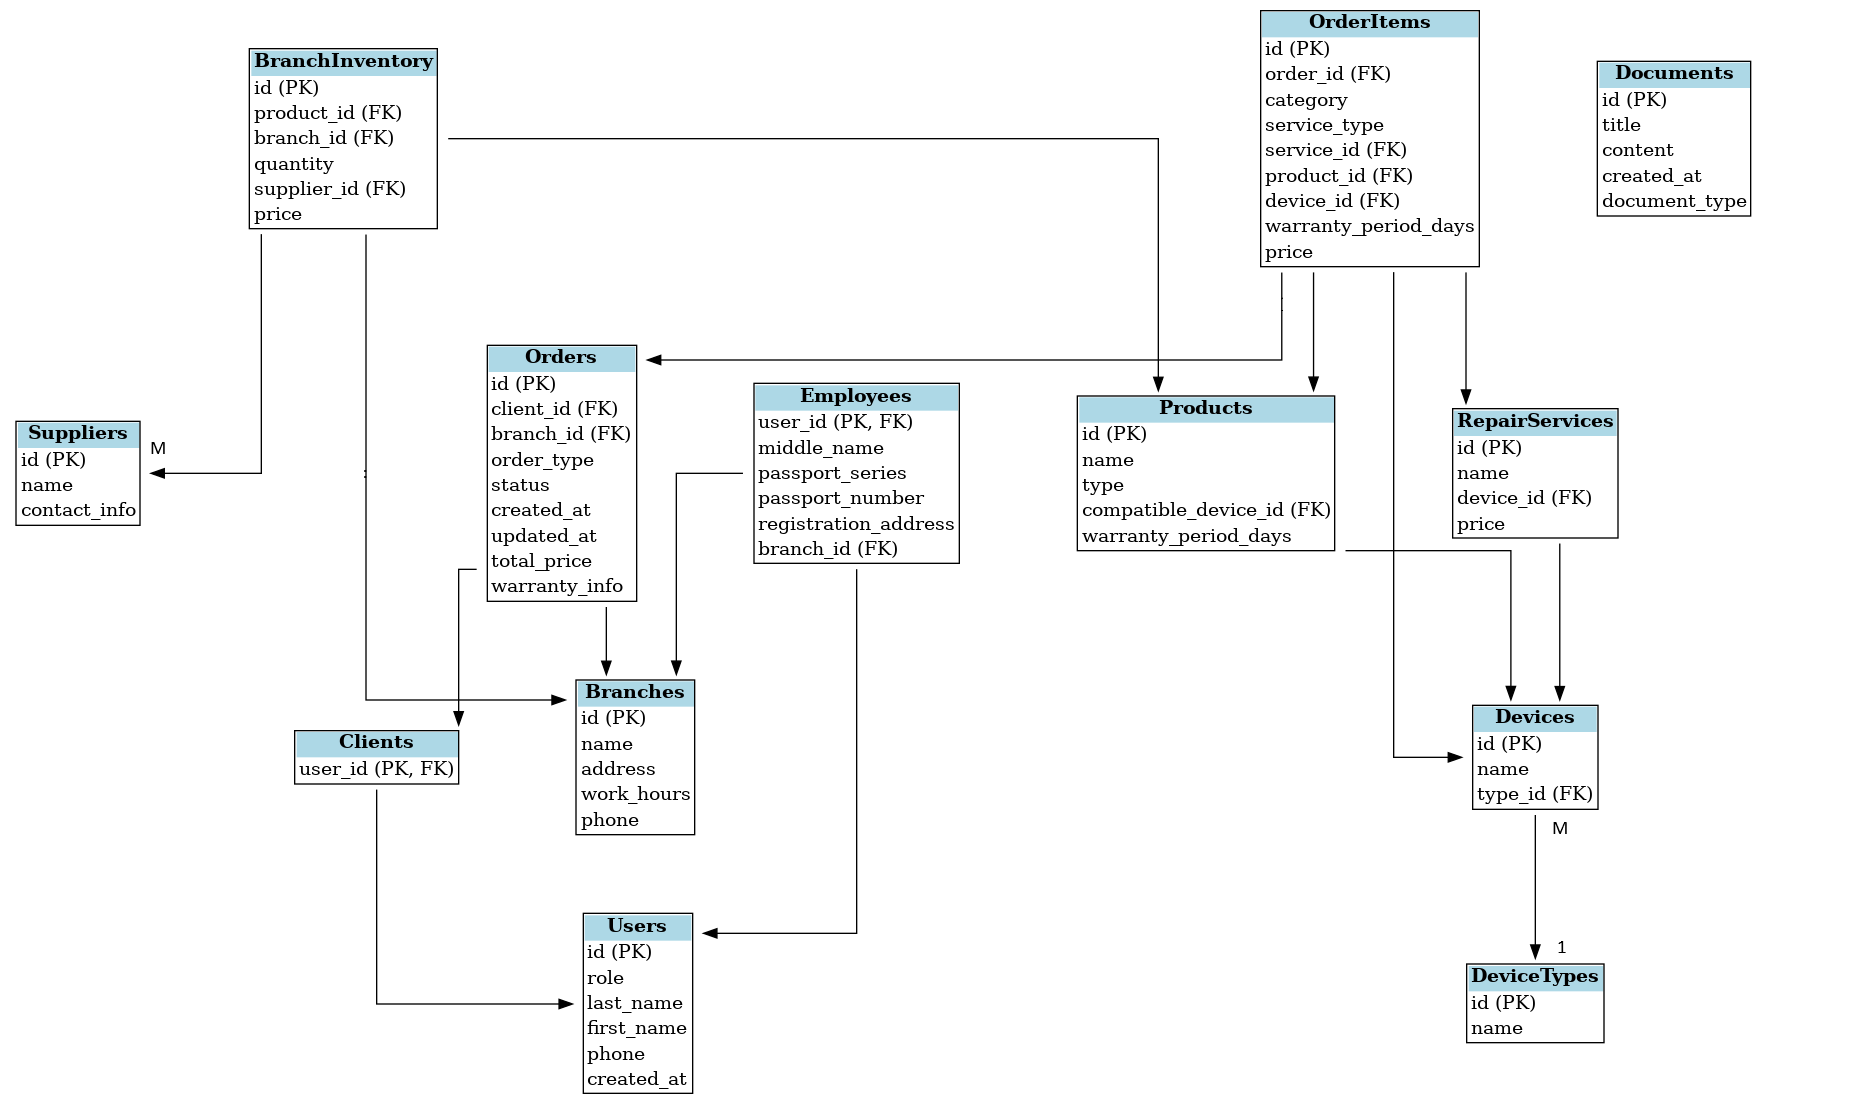 BranchInventory
id (PK)
product_id (FK)
branch_id (FK)
quantity
supplier_id (FK)
price
OrderItems
id (PK)
order_id (FK)
category
service_type
service_id (FK)
product_id (FK)
device_id (FK)
warranty_period_days
price
Documents
id (PK)
title
content
created_at
document_type
Suppliers
id (PK)
name
contact_info
M
:
Orders
id (PK)
client_id (FK)
branch_id (FK)
order_type
status
created_at
updated_at
total_price
warranty_info
Employees
user_id (PK, FK)
middle_name
passport_series
passport_number
registration_address
branch_id (FK)
Products
id (PK)
name
type
compatible_device_id (FK)
warranty_period_days
RepairServices
id (PK)
name
device_id (FK)
price
Clients
user_id (PK, FK)
Branches
id (PK)
name
address
work_hours
phone
Devices
id (PK)
name
type_id (FK)
M
1
Users
id (PK)
role
last_name
first_name
phone
created_at
DeviceTypes
id (PK)
name